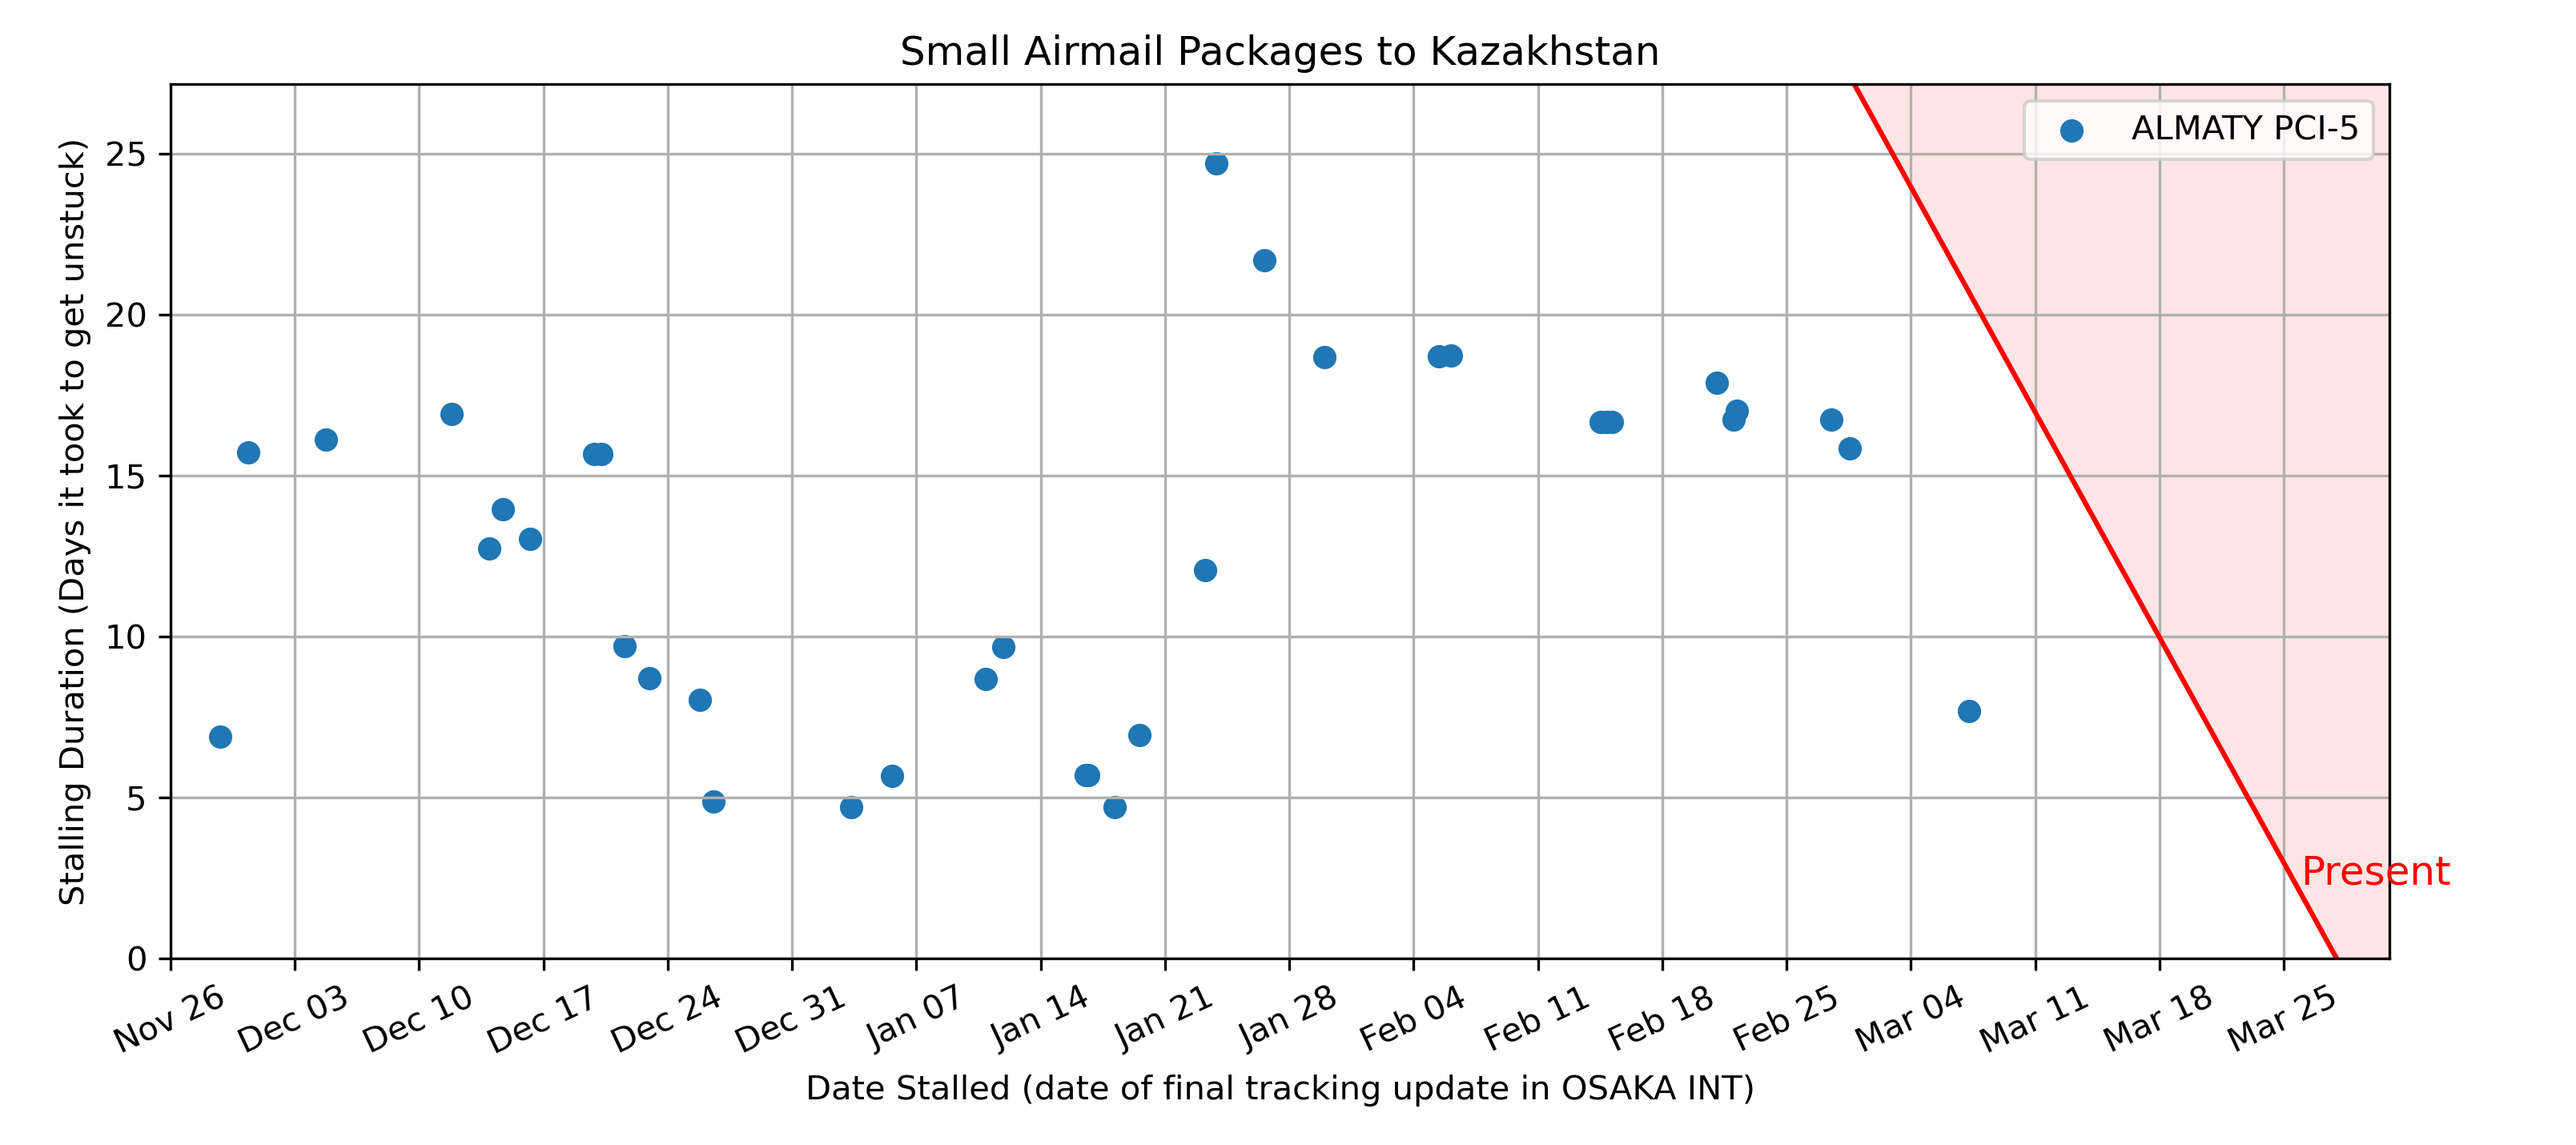 Small Airmail Packages to Kazakhstan
ALMATY PCI-5
Stalling Duration (Days it took to get unstuck)
25
20
15
10
5
0
Present
Nov 26
Dec 03
Dec 10
Dec 17
Dec 24
Dec 31
Jan 07
Jan 14
Jan 21
Jan 28
Feb 04
Feb 11
Feb 18
Feb 25
Mar 04
Mar 11
Mar 18
Mar 25
Date Stalled (date of final tracking update in OSAKA INT)